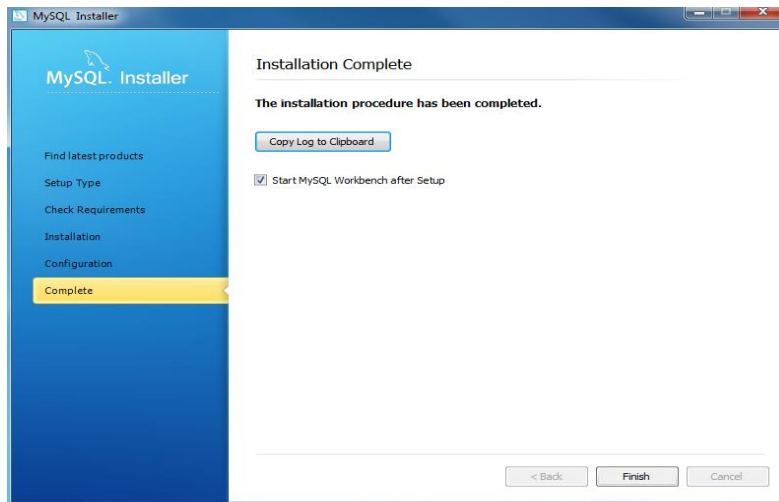 MySQL Installer
MySQL. Installer
Find latest products
Setup Type
Check Requirements
Installation
Configuration
Complete
Installation Complete
The installation procedure has been completed.
Copy Log to Clipboard
Start MySQL Workbench after Setup
< Back
Finish
Cancel